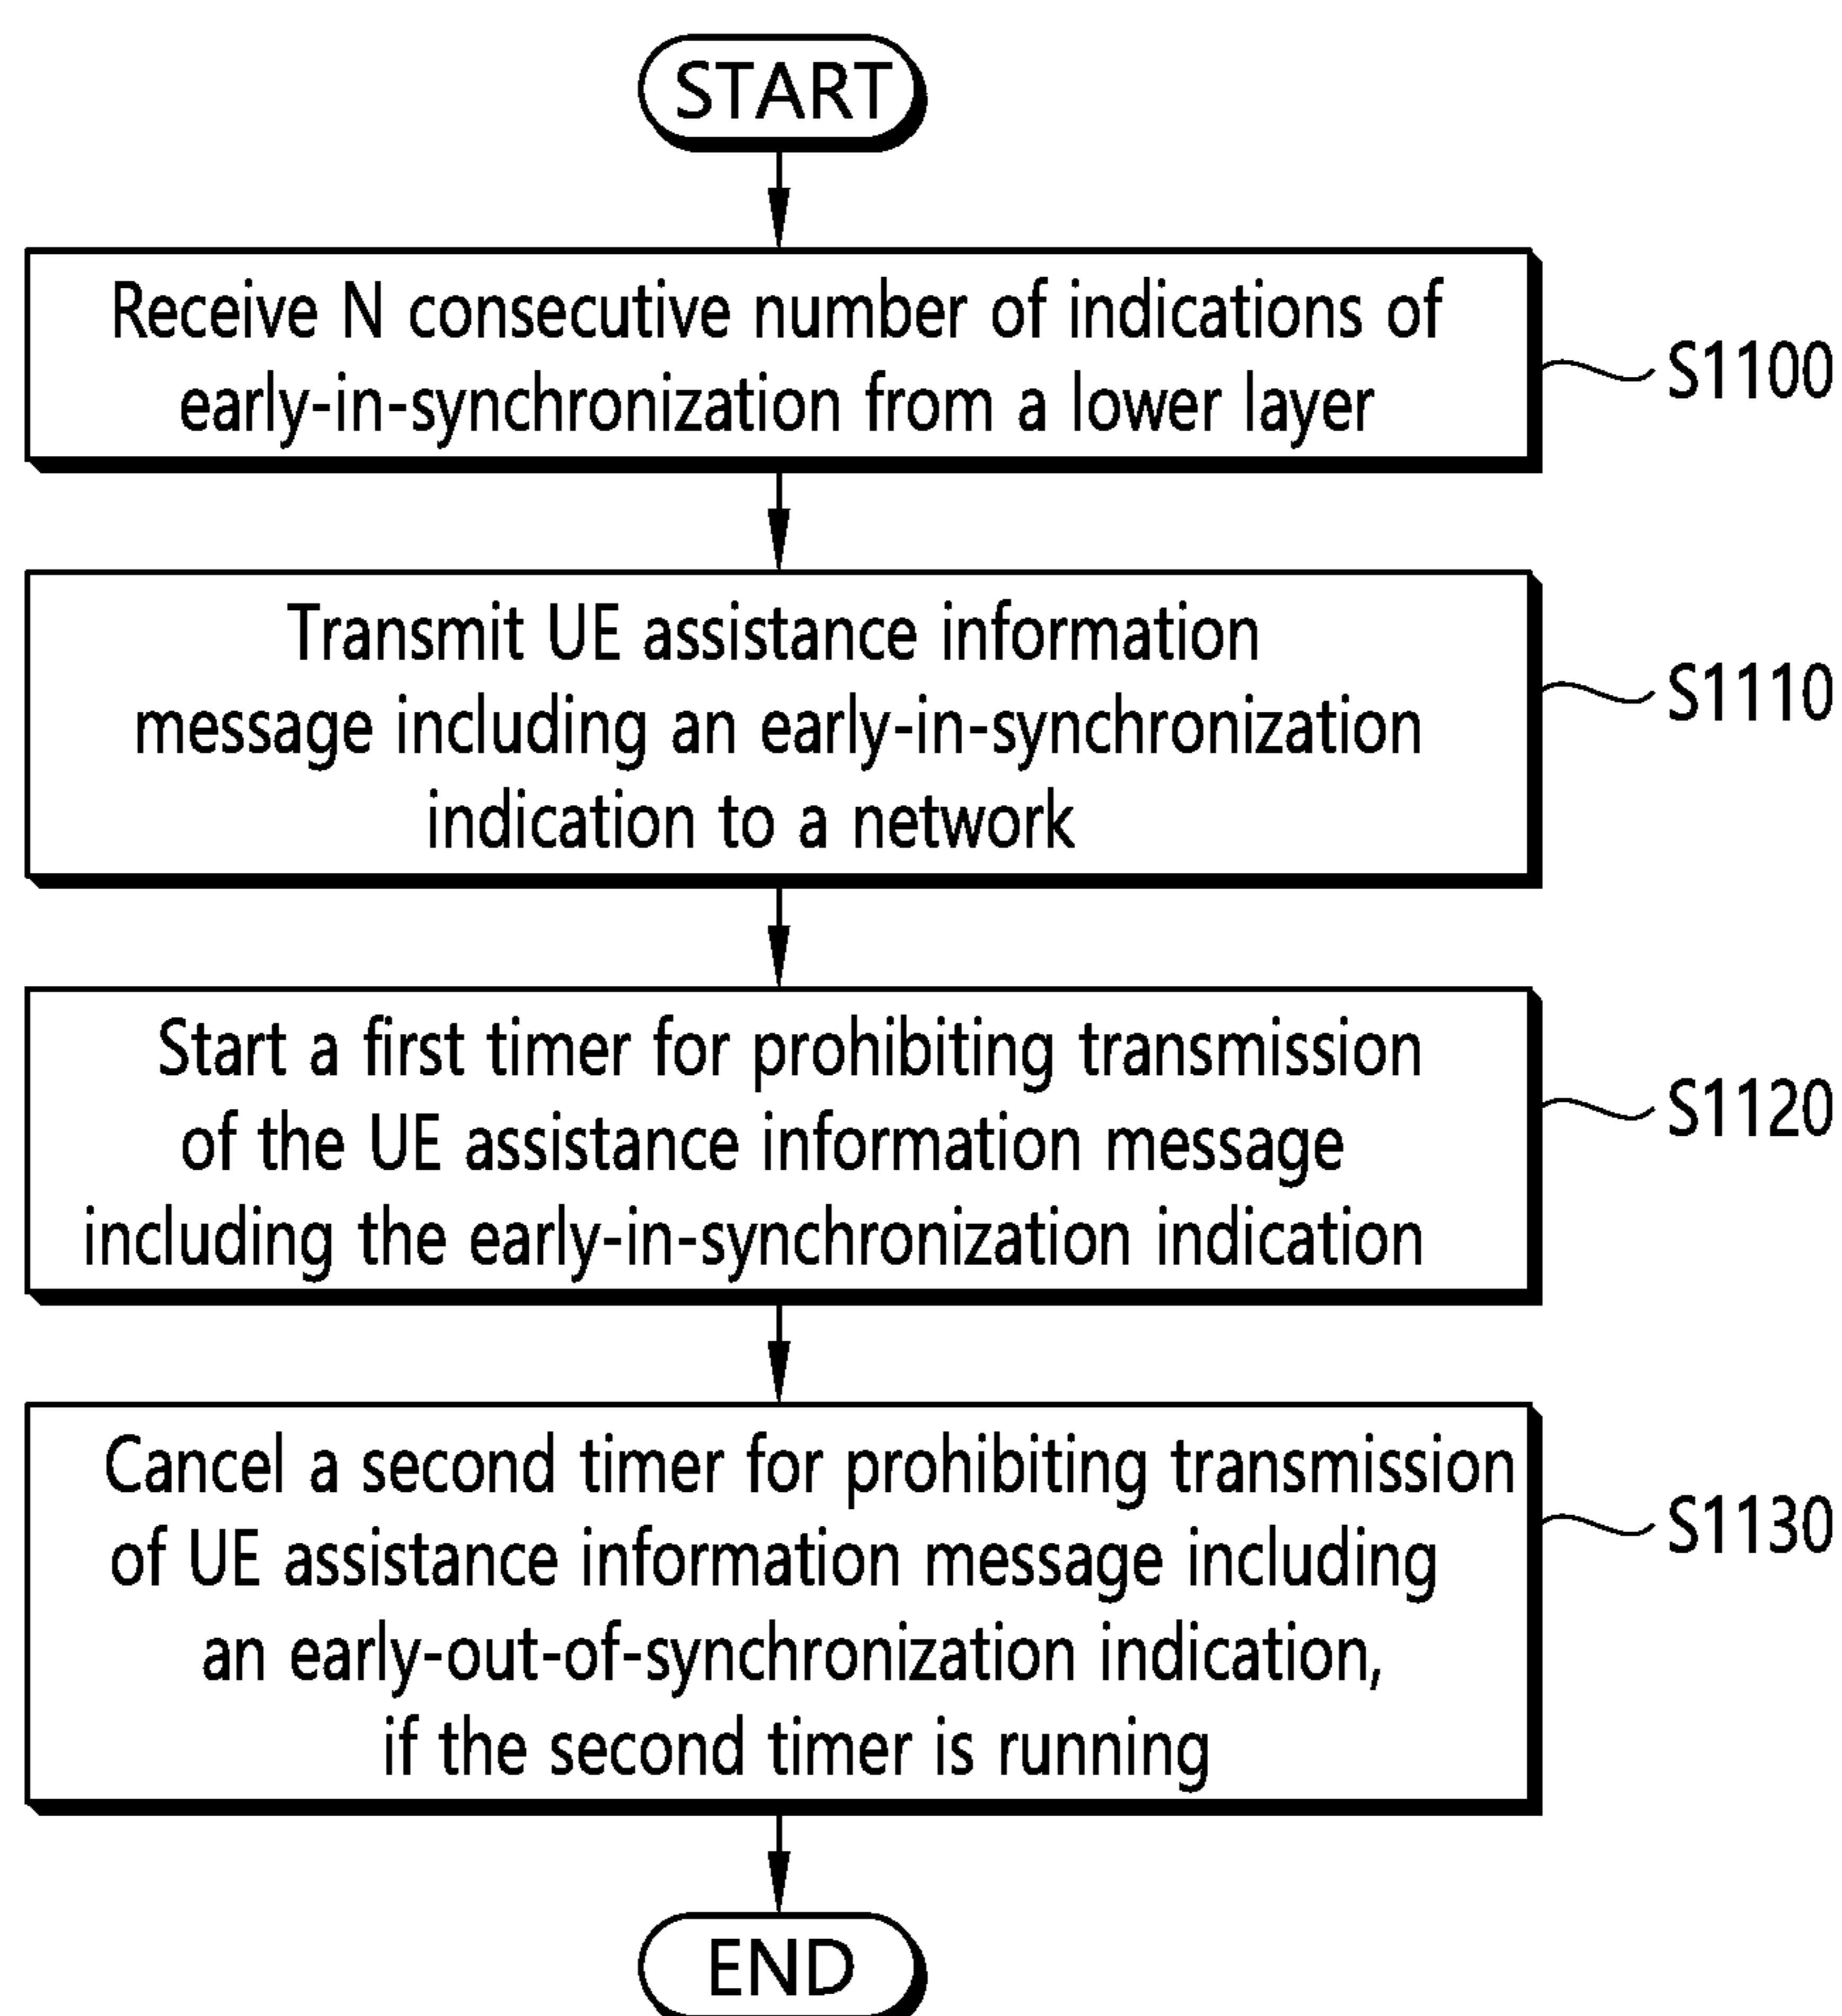 START
Receive N consecutive number of indications of
early-in-synchronization from a lower layer
S1100
Transmit UE assistance information
message including an early-in-synchronization
indication to a network
S1110
Start a first timer for prohibiting transmission
of the UE assistance information message
including the early-in-synchronization indication
S1120
Cancel a second timer for prohibiting transmission
of UE assistance information message including
an early-out-of-synchronization indication,
if the second timer is running
S1130
END